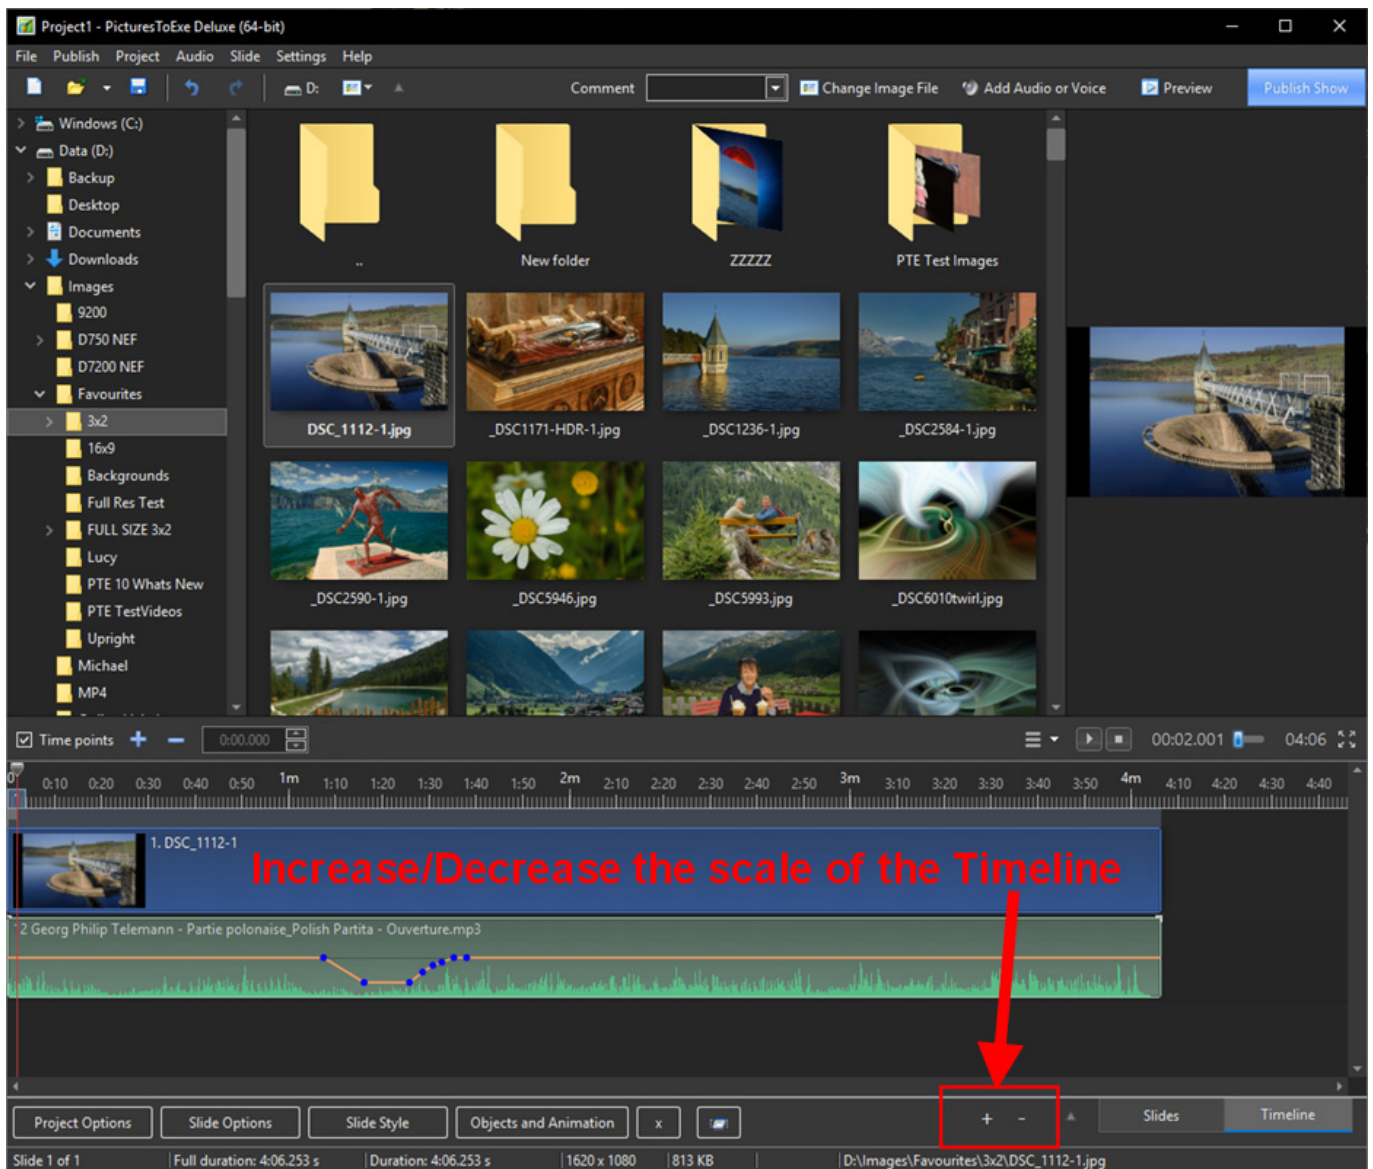 Project1 - PicturesToExe Deluxe (64-bit)
File Publish Project Audio Slide Settings Help
D: Comment Change Image File Add Audio or Voice Preview Publish Show
Windows (C:)
Data (D:)
Backup
Desktop
Documents
Downloads
Images
9200
D750 NEF
D7200 NEF
Favourites
3x2
16x9
Backgrounds
Full Res Test
FULL SIZE 3x2
Lucy
PTE 10 Whats New
PTE TestVideos
Upright
Michael
MP4
.. New folder ZZZZZ PTE Test Images
DSC_1112-1.jpg _DSC1171-HDR-1.jpg _DSC1236-1.jpg _DSC2584-1.jpg
_DSC2590-1.jpg _DSC5946.jpg _DSC5993.jpg _DSC6010twirl.jpg
Time points + - 0:00.000 00:02.001 04:06
0 0:10 0:20 0:30 0:40 0:50 1m 1:10 1:20 1:30 1:40 1:50 2m 2:10 2:20 2:30 2:40 2:50 3m 3:10 3:20 3:30 3:40 3:50 4m 4:10 4:20 4:30 4:40
1. DSC_1112-1
Increase/Decrease the scale of the Timeline
Georg Philip Telemann - Partie polonaise_Polish Partita - Ouverture.mp3
Project Options Slide Options Slide Style Objects and Animation x + - Slides Timeline
Slide 1 of 1 Full duration: 4:06.253 s Duration: 4:06.253 s 1620 x 1080 813 KB D:\Images\Favourites\3x2\DSC_1112-1.jpg